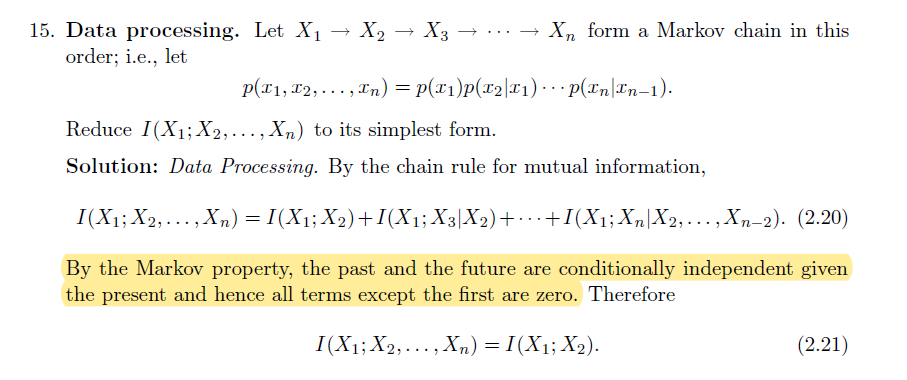 15. Data processing. Let X₁ → X₂ → X₃ → ··· → Xₙ form a Markov chain in this
order; i.e., let
p(x₁, x₂, . . . , xₙ) = p(x₁)p(x₂|x₁) ··· p(xₙ|xₙ₋₁).
Reduce I(X₁; X₂, . . . , Xₙ) to its simplest form.
Solution: Data Processing. By the chain rule for mutual information,
I(X₁; X₂, . . . , Xₙ) = I(X₁; X₂)+I(X₁; X₃|X₂)+···+I(X₁; Xₙ|X₂, . . . , Xₙ₋₂). (2.20)
By the Markov property, the past and the future are conditionally independent given
the present and hence all terms except the first are zero. Therefore
I(X₁; X₂, . . . , Xₙ) = I(X₁; X₂). (2.21)